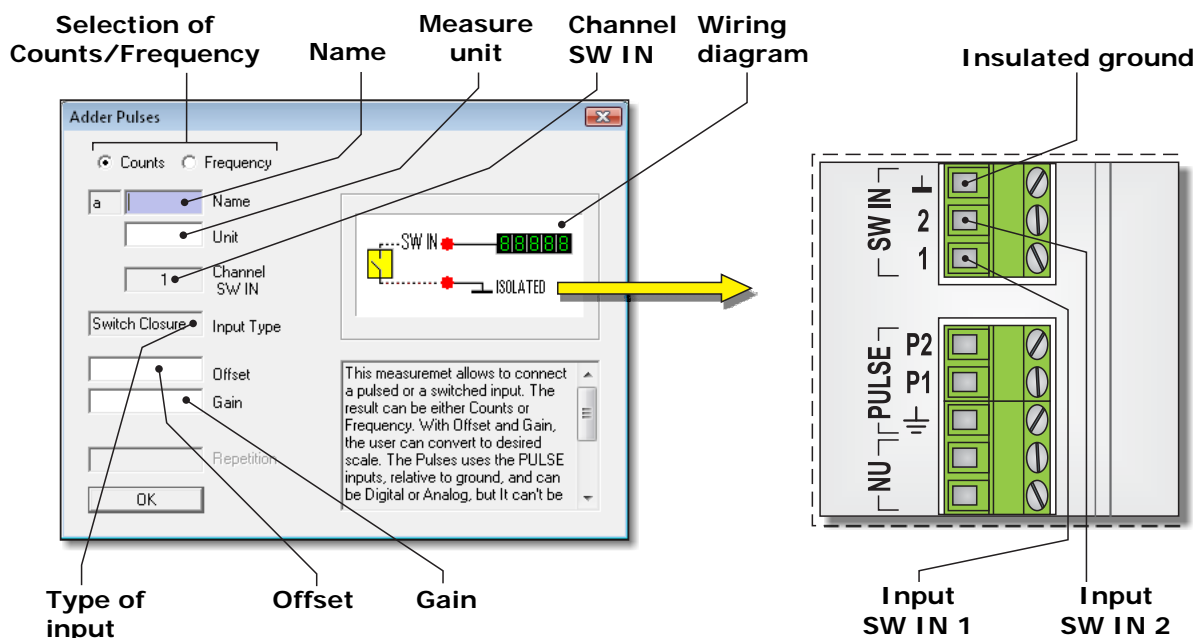 Selection of
Counts/Frequency
Name
Measure
unit
Channel
SW IN
Wiring
diagram
Insulated ground
Adder Pulses
Counts
Frequency
a
Name
Unit
1
Channel
SW IN
Switch Closure
Input Type
Offset
Gain
Repetition
OK
SW IN
88888
ISOLATED
This measuremet allows to connect
a pulsed or a switched input. The
result can be either Counts or
Frequency. With Offset and Gain,
the user can convert to desired
scale. The Pulses uses the PULSE
inputs, relative to ground, and can
be Digital or Analog, but It can't be
SW IN
2
1
PULSE
P2
P1
NU
Type of
input
Offset
Gain
Input
SW IN 1
Input
SW IN 2